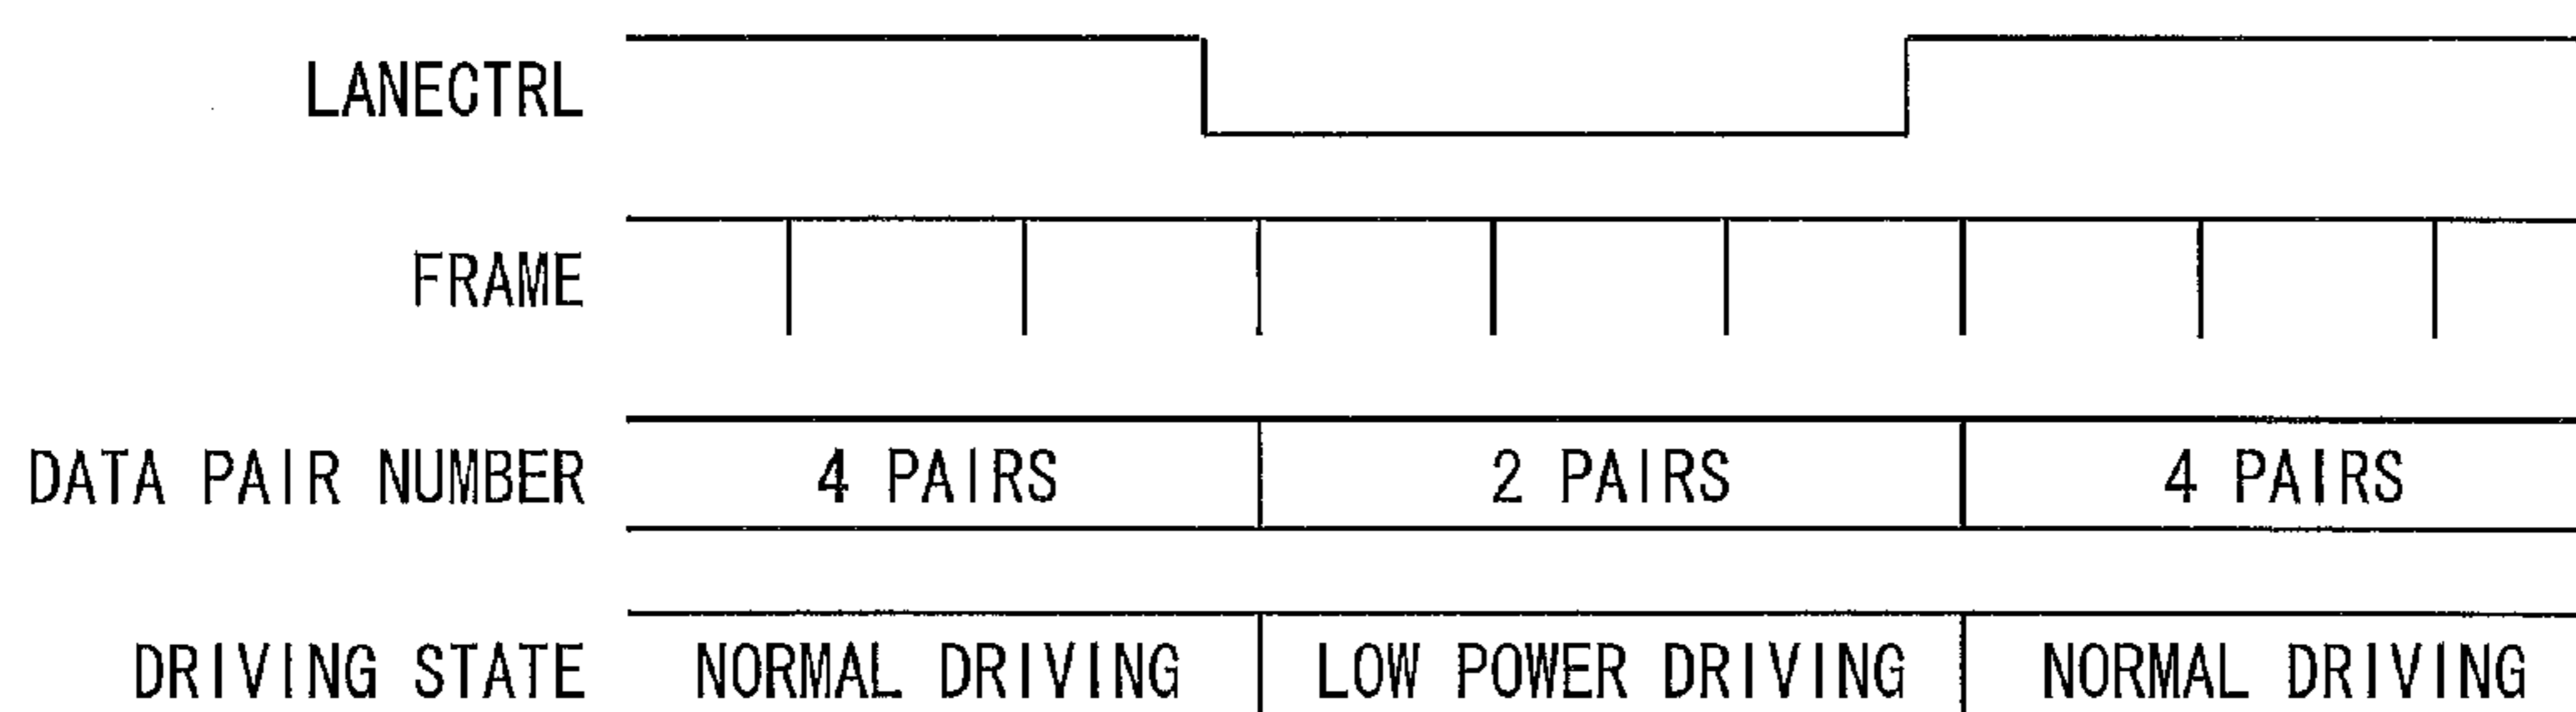 LANECTRL
FRAME
DATA PAIR NUMBER 4 PAIRS 2 PAIRS 4 PAIRS
DRIVING STATE NORMAL DRIVING LOW POWER DRIVING NORMAL DRIVING